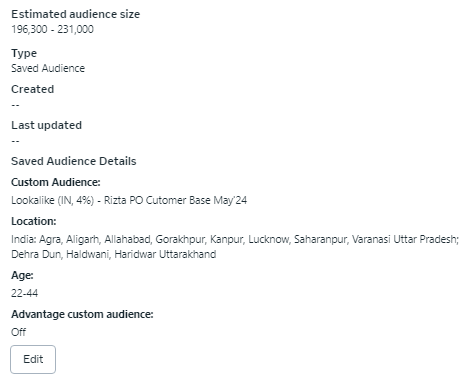 Estimated audience size
196,300 - 231,000
Type
Saved Audience
Created
--
Last updated
--
Saved Audience Details
Custom Audience:
Lookalike (IN, 4%) - Rizta PO Cutomer Base May'24
Location:
India: Agra, Aligarh, Allahabad, Gorakhpur, Kanpur, Lucknow, Saharanpur, Varanasi Uttar Pradesh;
Dehra Dun, Haldwani, Haridwar Uttarakhand
Age:
22-44
Advantage custom audience:
Off
Edit